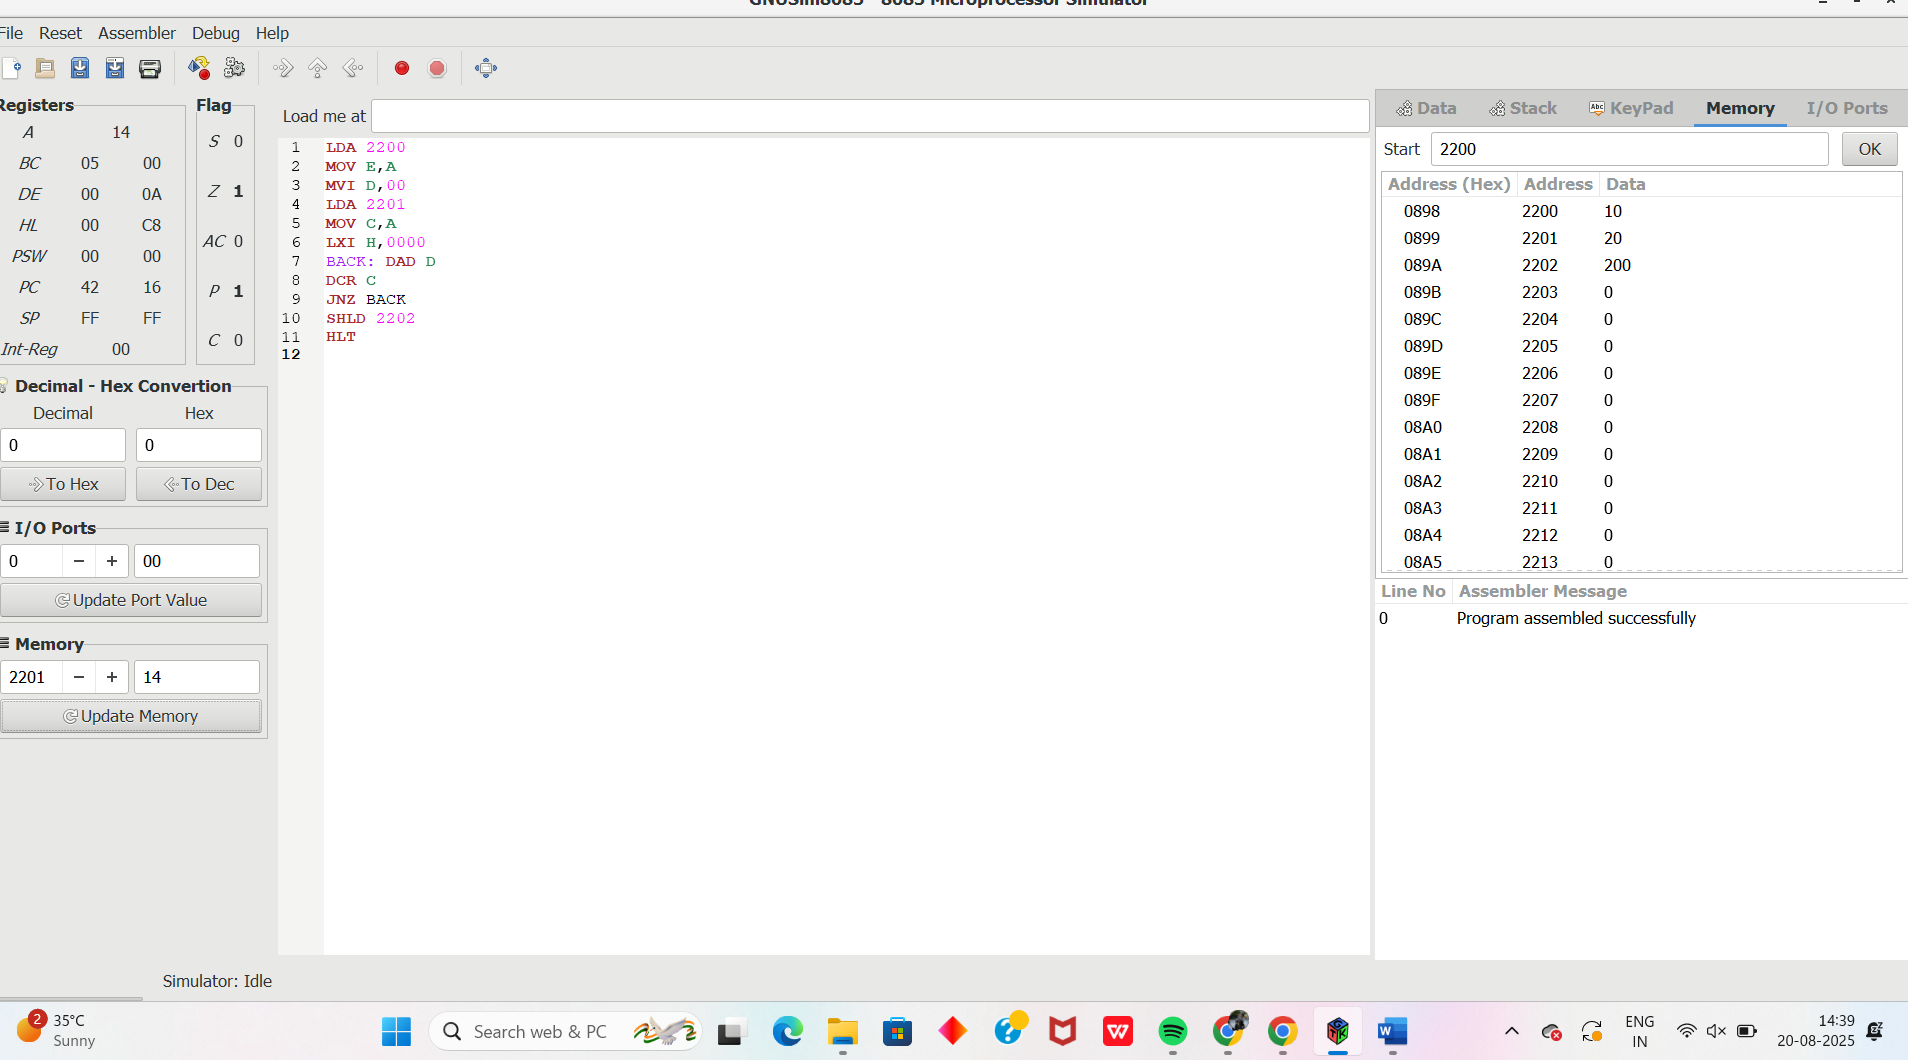 GNUSim8085 - 8085 Microprocessor Simulator
File Reset Assembler Debug Help
Registers
A 14
BC 05 00
DE 00 0A
HL 00 C8
PSW 00 00
PC 42 16
SP FF FF
Int-Reg 00
Flag
S 0
Z 1
AC 0
P 1
C 0
Decimal - Hex Convertion
Decimal Hex
0 0
To Hex To Dec
I/O Ports
0 − + 00
Update Port Value
Memory
2201 − + 14
Update Memory
Load me at
1 LDA 2200
2 MOV E,A
3 MVI D,00
4 LDA 2201
5 MOV C,A
6 LXI H,0000
7 BACK: DAD D
8 DCR C
9 JNZ BACK
10 SHLD 2202
11 HLT
12
Data Stack Abc KeyPad Memory I/O Ports
Start 2200 OK
Address (Hex) Address Data
0898 2200 10
0899 2201 20
089A 2202 200
089B 2203 0
089C 2204 0
089D 2205 0
089E 2206 0
089F 2207 0
08A0 2208 0
08A1 2209 0
08A2 2210 0
08A3 2211 0
08A4 2212 0
08A5 2213 0
Line No Assembler Message
0 Program assembled successfully
Simulator: Idle
2
35°C
Sunny
Search web & PC
ENG
IN
14:39
20-08-2025